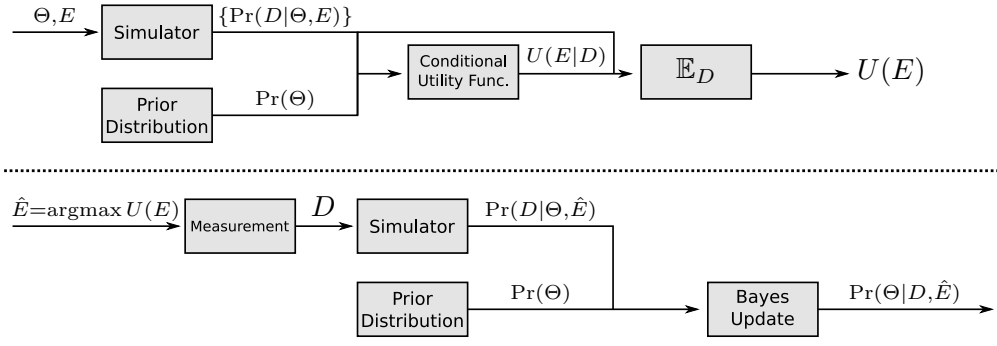 Θ,E
Simulator
{Pr(D|Θ,E)}
Prior
Distribution
Pr(Θ)
Conditional
Utility Func.
U(E|D)
𝔼_D
U(E)
Ê=argmax U(E)
Measurement
D
Simulator
Pr(D|Θ,Ê)
Prior
Distribution
Pr(Θ)
Bayes
Update
Pr(Θ|D,Ê)